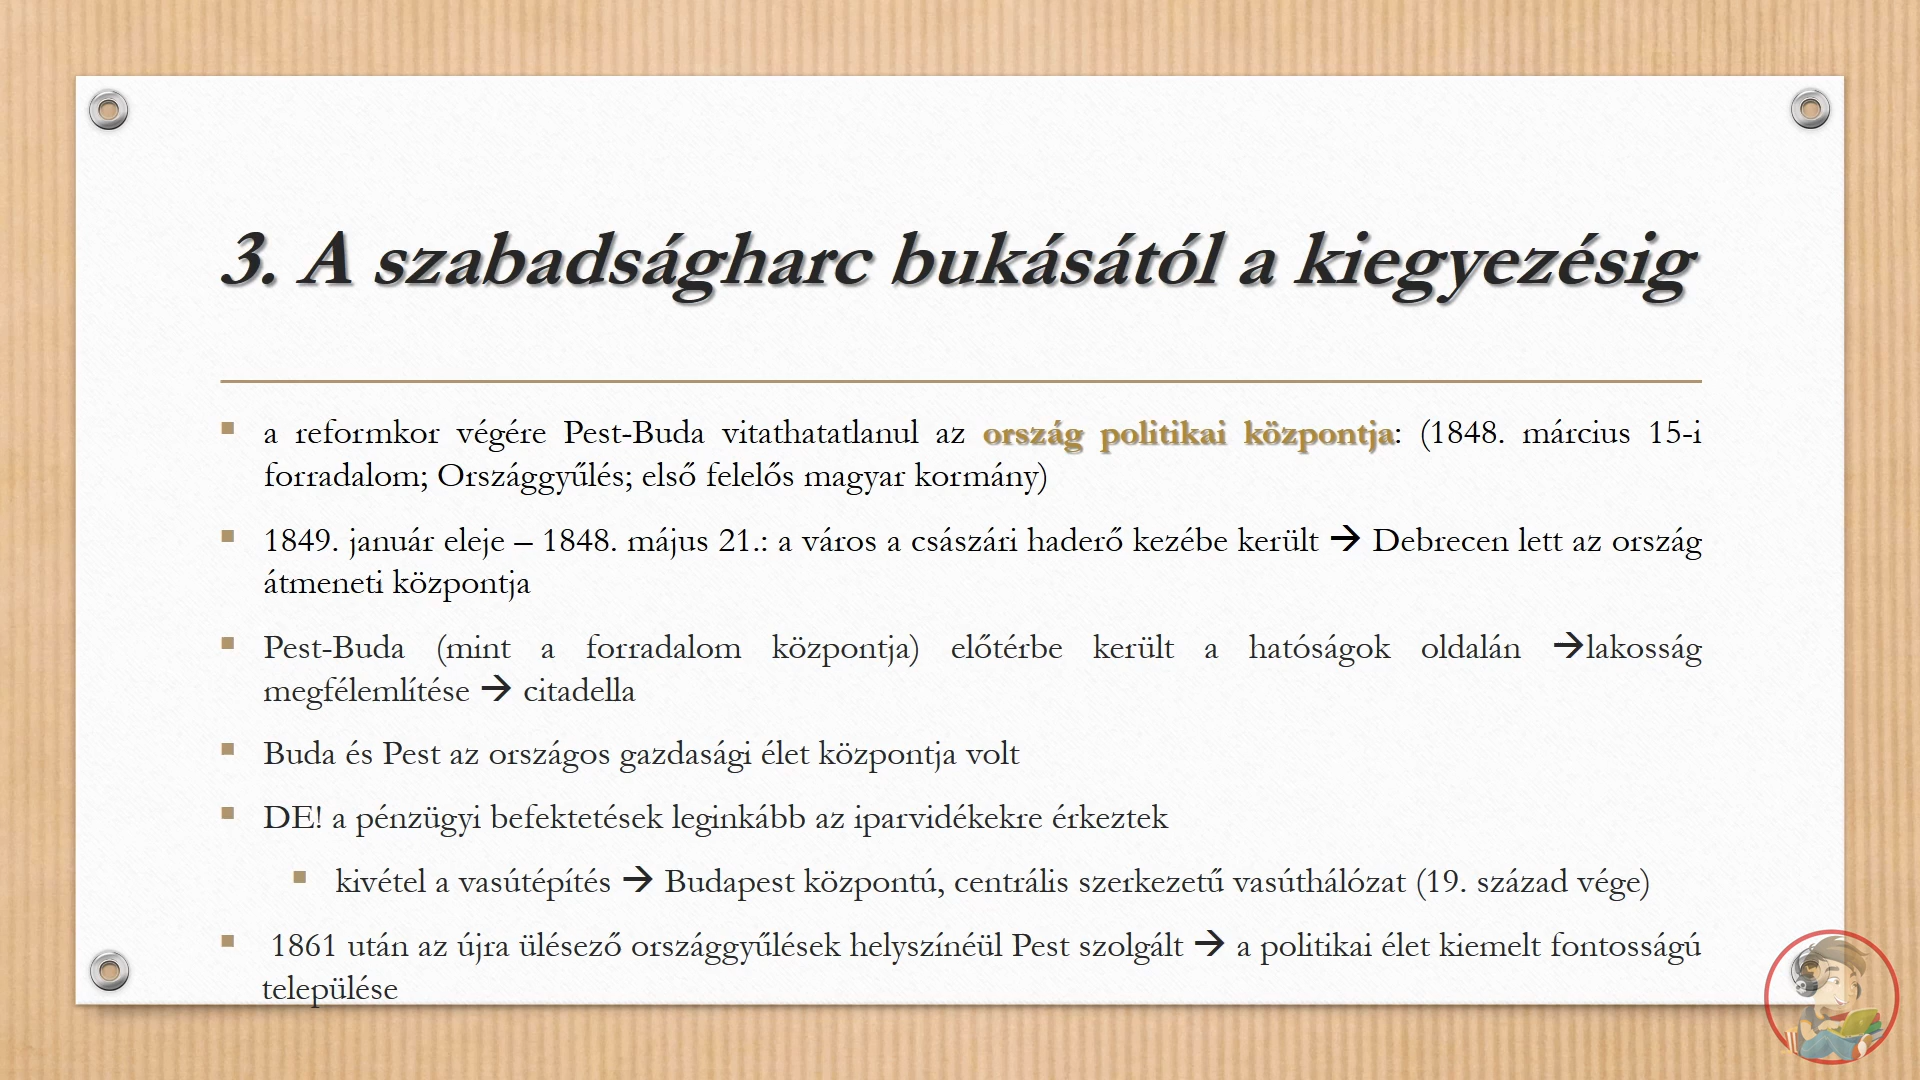 3. A szabadságharc bukásától a kiegyezésig
a reformkor végére Pest-Buda vitathatatlanul az ország politikai központja: (1848. március 15-i
forradalom; Országgyűlés; első felelős magyar kormány)
1849. január eleje – 1848. május 21.: a város a császári haderő kezébe került → Debrecen lett az ország
átmeneti központja
Pest-Buda (mint a forradalom központja) előtérbe került a hatóságok oldalán →lakosság
megfélemlítése → citadella
Buda és Pest az országos gazdasági élet központja volt
DE! a pénzügyi befektetések leginkább az iparvidékekre érkeztek
kivétel a vasútépítés → Budapest központú, centrális szerkezetű vasúthálózat (19. század vége)
1861 után az újra ülésező országgyűlések helyszínéül Pest szolgált → a politikai élet kiemelt fontosságú
települése